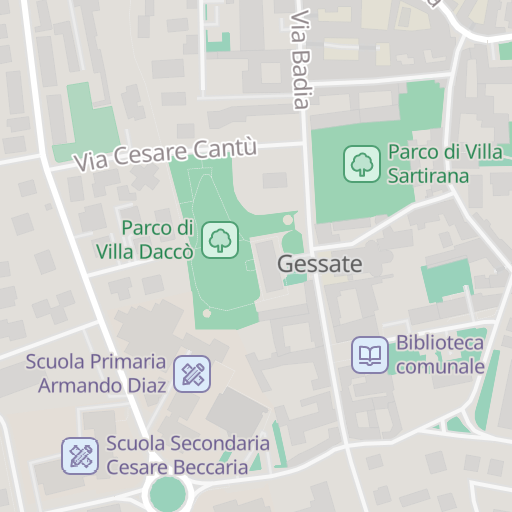 Via Badia
Via Cesare Cantù
Parco di Villa
Sartirana
Parco di
Villa Daccò
Gessate
Biblioteca
comunale
Scuola Primaria
Armando Diaz
Scuola Secondaria
Cesare Beccaria